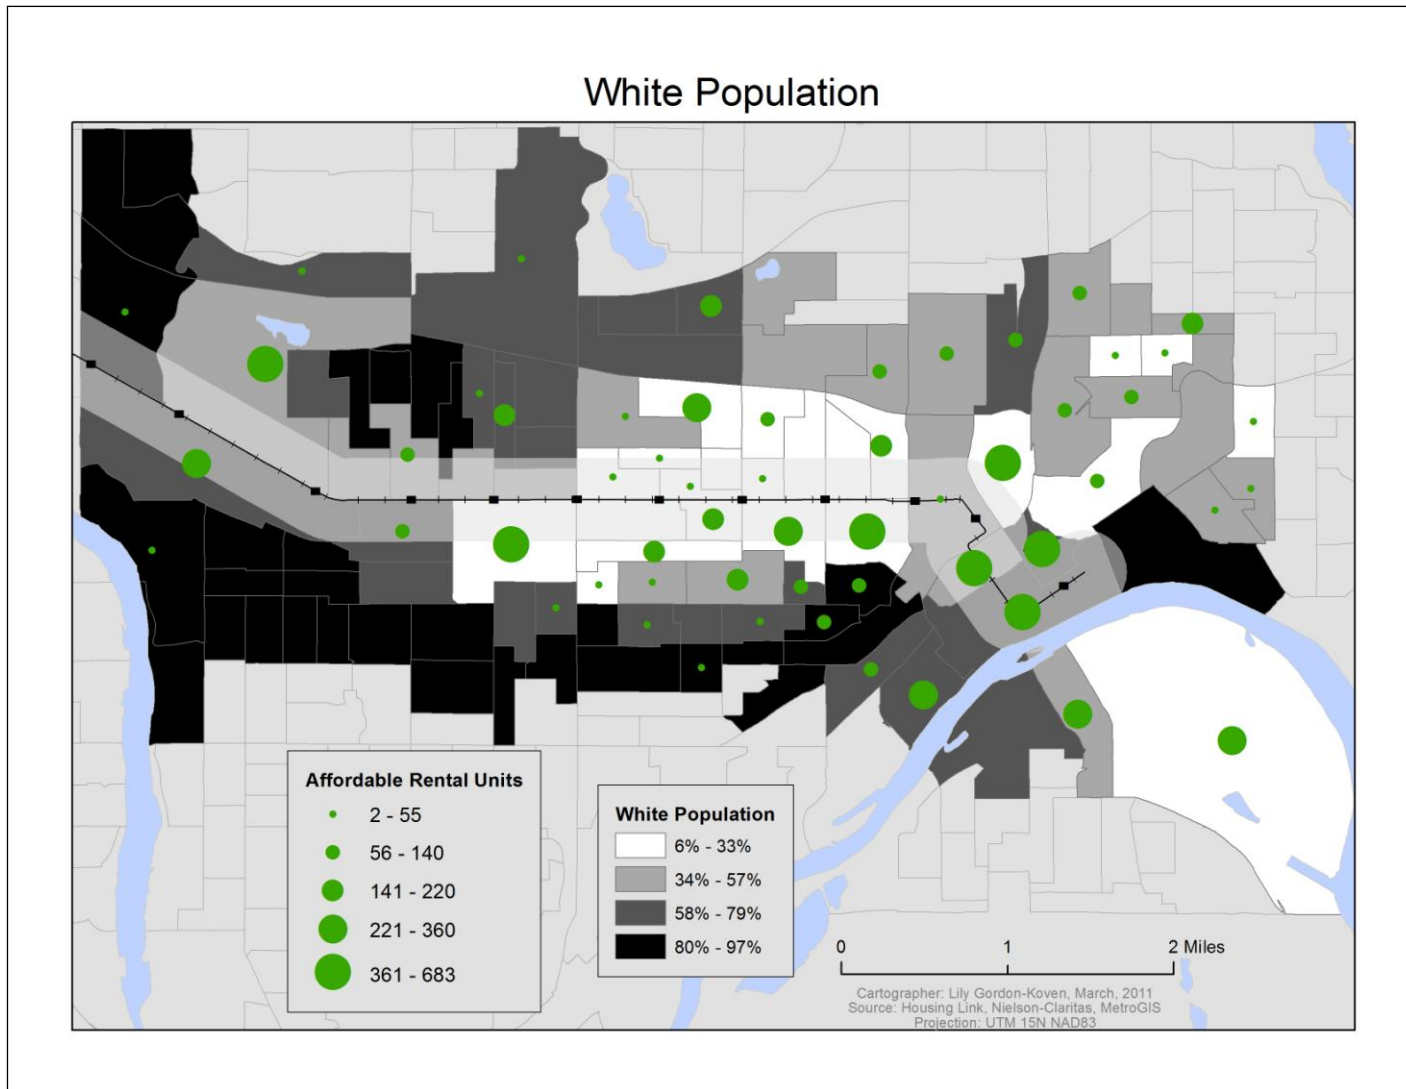 White Population
Affordable Rental Units
2 - 55
56 - 140
141 - 220
221 - 360
361 - 683
White Population
6% - 33%
34% - 57%
58% - 79%
80% - 97%
0 1 2 Miles
Cartographer: Lily Gordon-Koven, March, 2011
Source: Housing Link, Nielson-Claritas, MetroGIS
Projection: UTM 15N NAD83